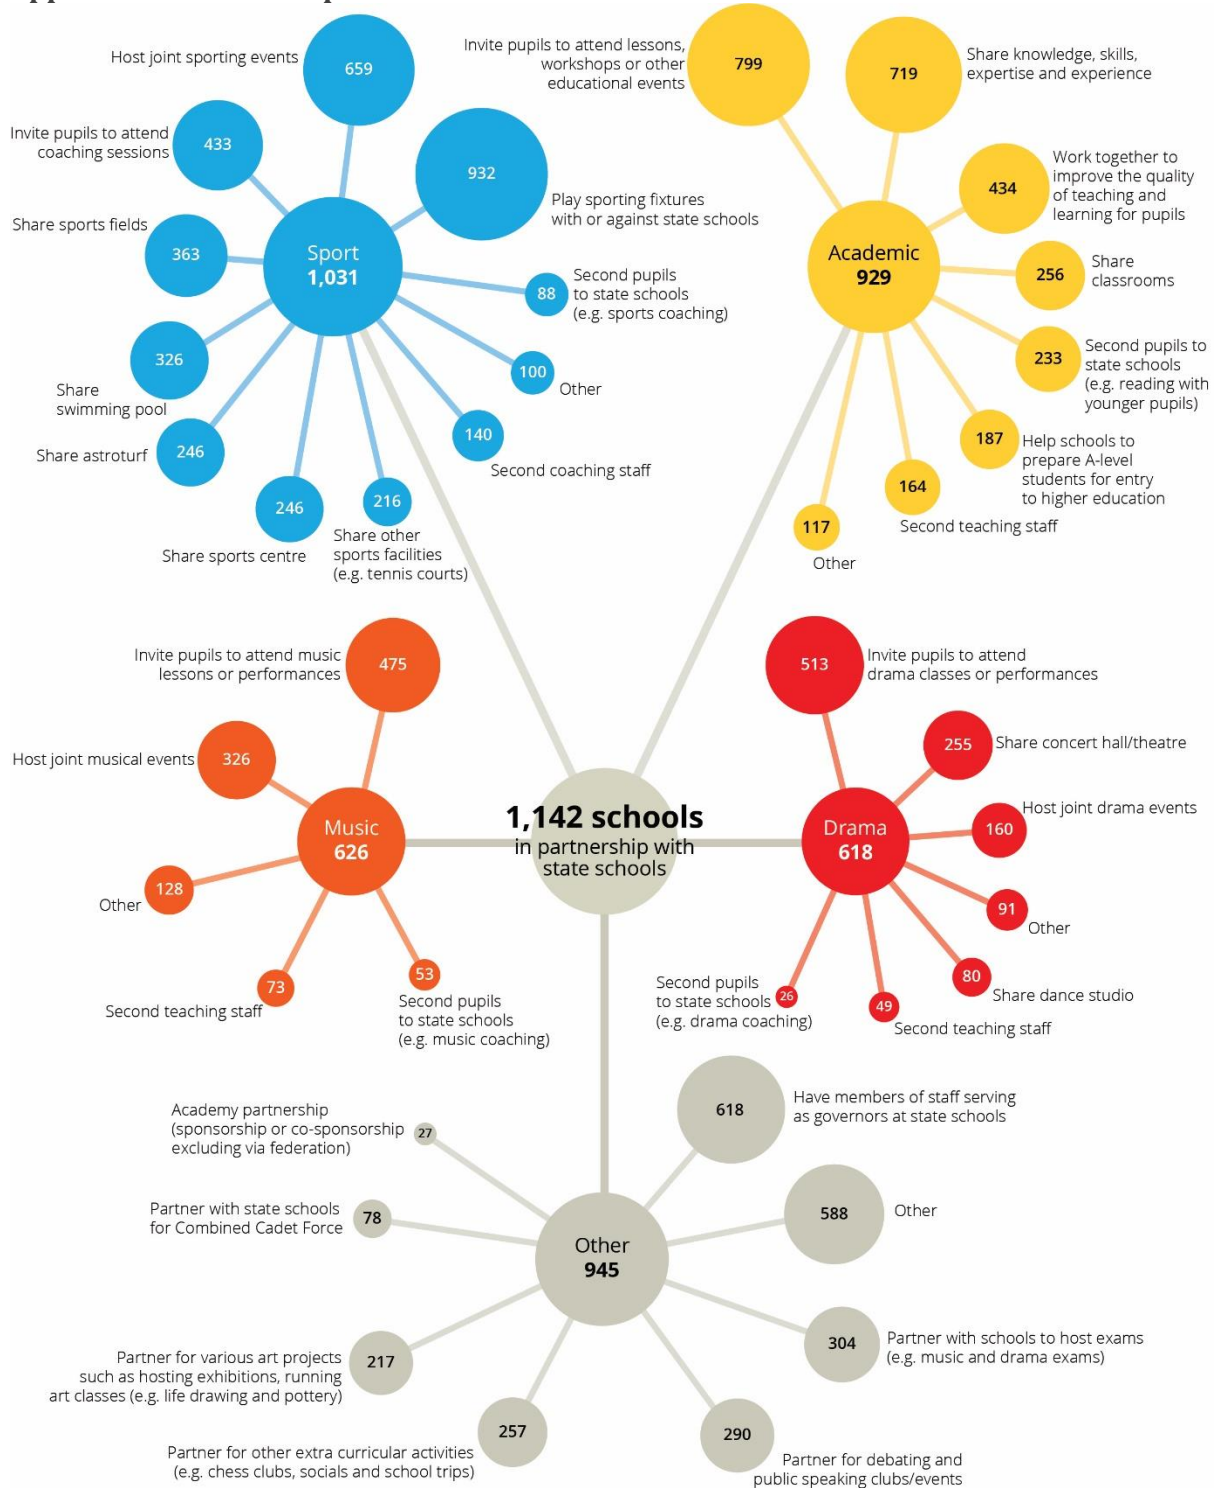 Host joint sporting events
659
Invite pupils to attend
coaching sessions
433
932
Play sporting fixtures
with or against state schools
Share sports fields
363
Sport
1,031
88
Second pupils
to state schools
(e.g. sports coaching)
326
Share
swimming pool
100
Other
Share astroturf
246
140
Second coaching staff
246
Share sports centre
216
Share other
sports facilities
(e.g. tennis courts)
Invite pupils to attend lessons,
workshops or other
educational events
799
719
Share knowledge, skills,
expertise and experience
434
Work together to
improve the quality
of teaching and
learning for pupils
Academic
929
256
Share
classrooms
233
Second pupils to
state schools
(e.g. reading with
younger pupils)
187
Help schools to
prepare A-level
students for entry
to higher education
164
Second teaching staff
117
Other
Invite pupils to attend music
lessons or performances
475
Host joint musical events
326
Music
626
128
Other
73
Second teaching staff
53
Second pupils
to state schools
(e.g. music coaching)
1,142 schools
in partnership with
state schools
513
Invite pupils to attend
drama classes or performances
255
Share concert hall/theatre
Host joint drama events
160
Drama
618
91
Other
80
Share dance studio
49
Second teaching staff
Second pupils
to state schools
(e.g. drama coaching)
26
Academy partnership
(sponsorship or co-sponsorship
excluding via federation)
27
618
Have members of staff serving
as governors at state schools
Partner with state schools
for Combined Cadet Force
78
588
Other
Other
945
304
Partner with schools to host exams
(e.g. music and drama exams)
Partner for various art projects
such as hosting exhibitions, running
art classes (e.g. life drawing and pottery)
217
257
Partner for other extra curricular activities
(e.g. chess clubs, socials and school trips)
290
Partner for debating and
public speaking clubs/events